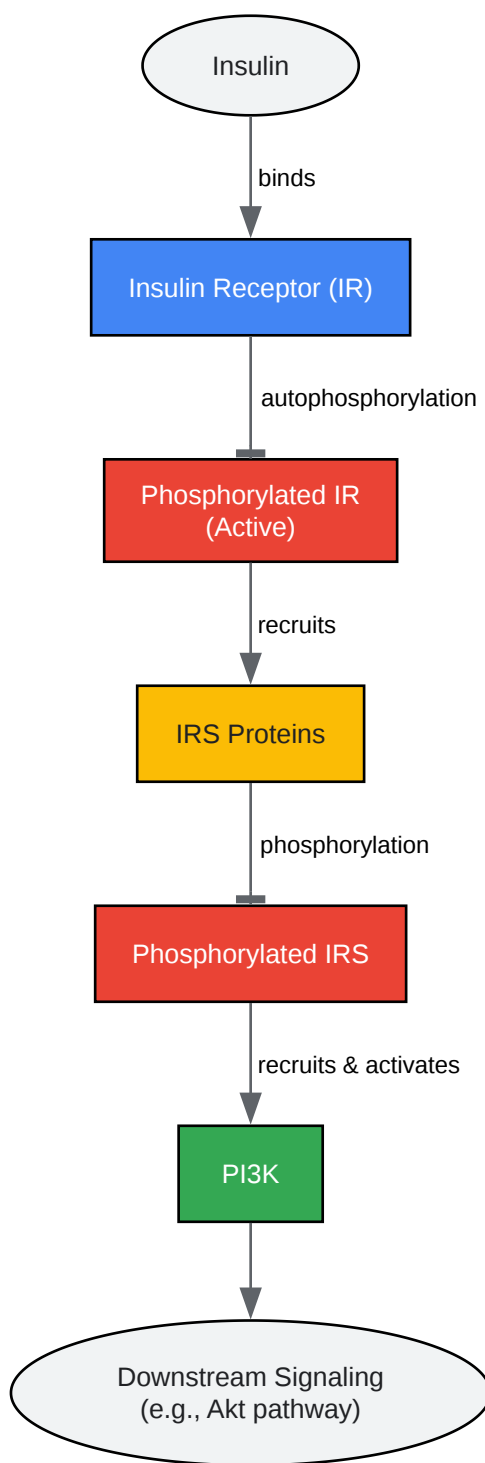 Insulin
binds
Insulin Receptor (IR)
autophosphorylation
Phosphorylated IR
(Active)
recruits
IRS Proteins
phosphorylation
Phosphorylated IRS
recruits & activates
PI3K
Downstream Signaling
(e.g., Akt pathway)